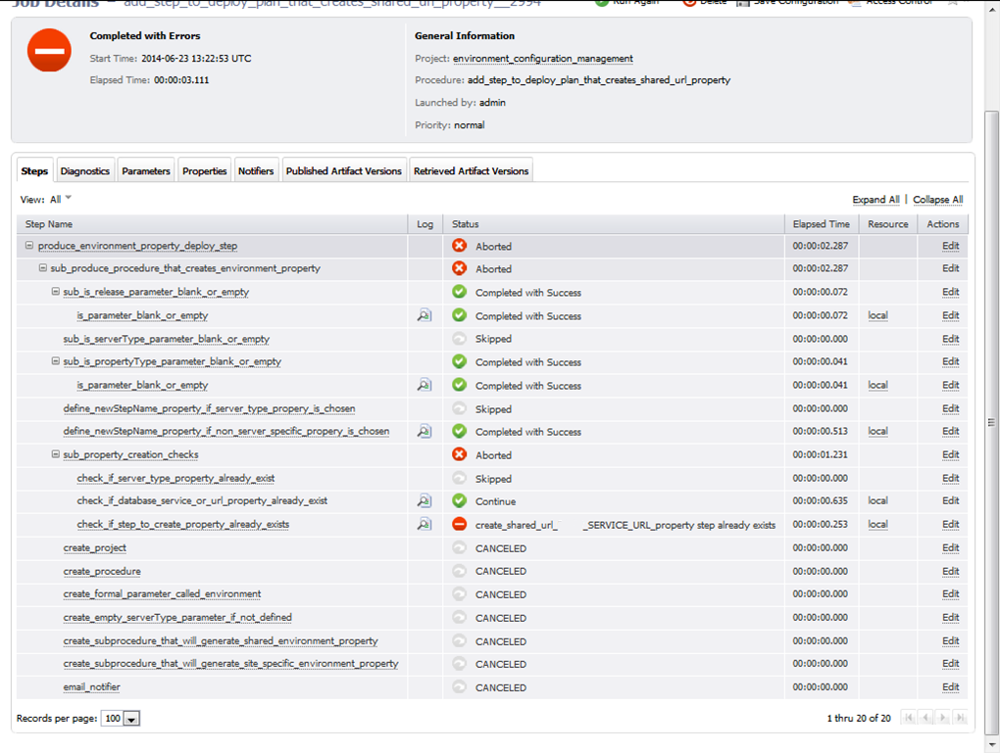 Job Details - add_step_to_deploy_plan_that_creates_shared_url_property__2994 Run Again Delete Save Configuration Access Control
Completed with Errors
Start Time: 2014-06-23 13:22:53 UTC
Elapsed Time: 00:00:03.111
General Information
Project: environment_configuration_management
Procedure: add_step_to_deploy_plan_that_creates_shared_url_property
Launched by: admin
Priority: normal
Steps Diagnostics Parameters Properties Notifiers Published Artifact Versions Retrieved Artifact Versions
View: All Expand All | Collapse All
Step Name Log Status Elapsed Time Resource Actions
produce_environment_property_deploy_step Aborted 00:00:02.287 Edit
sub_produce_procedure_that_creates_environment_property Aborted 00:00:02.287 Edit
sub_is_release_parameter_blank_or_empty Completed with Success 00:00:00.072 Edit
is_parameter_blank_or_empty Completed with Success 00:00:00.072 local Edit
sub_is_serverType_parameter_blank_or_empty Skipped 00:00:00.000 Edit
sub_is_propertyType_parameter_blank_or_empty Completed with Success 00:00:00.041 Edit
is_parameter_blank_or_empty Completed with Success 00:00:00.041 local Edit
define_newStepName_property_if_server_type_propery_is_chosen Skipped 00:00:00.000 Edit
define_newStepName_property_if_non_server_specific_propery_is_chosen Completed with Success 00:00:00.513 local Edit
sub_property_creation_checks Aborted 00:00:01.231 Edit
check_if_server_type_property_already_exist Skipped 00:00:00.000 Edit
check_if_database_service_or_url_property_already_exist Continue 00:00:00.635 local Edit
check_if_step_to_create_property_already_exists create_shared_url_ _SERVICE_URL_property step already exists 00:00:00.253 local Edit
create_project CANCELED 00:00:00.000 Edit
create_procedure CANCELED 00:00:00.000 Edit
create_formal_parameter_called_environment CANCELED 00:00:00.000 Edit
create_empty_serverType_parameter_if_not_defined CANCELED 00:00:00.000 Edit
create_subprocedure_that_will_generate_shared_environment_property CANCELED 00:00:00.000 Edit
create_subprocedure_that_will_generate_site_specific_environment_property CANCELED 00:00:00.000 Edit
email_notifier CANCELED 00:00:00.000 Edit
Records per page: 100 1 thru 20 of 20